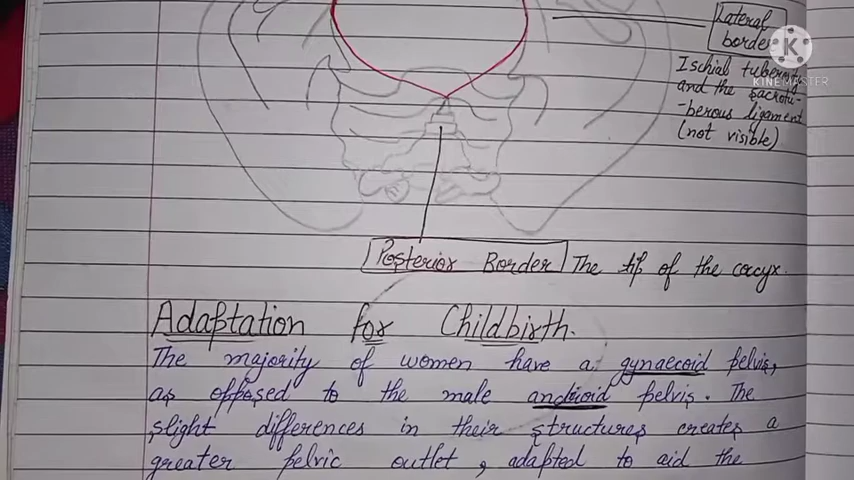 Lateral
border
K
KINEMASTER
Ischial tuberosity
and the sacrotu-
-berous ligament
(not visible)
Posterior Border The tip of the coccyx.
Adaptation for Childbirth.
The majority of women have a gynaecoid pelvis,
as opposed to the male android pelvis. The
slight differences in their structures creates a
greater pelvic outlet, adapted to aid the